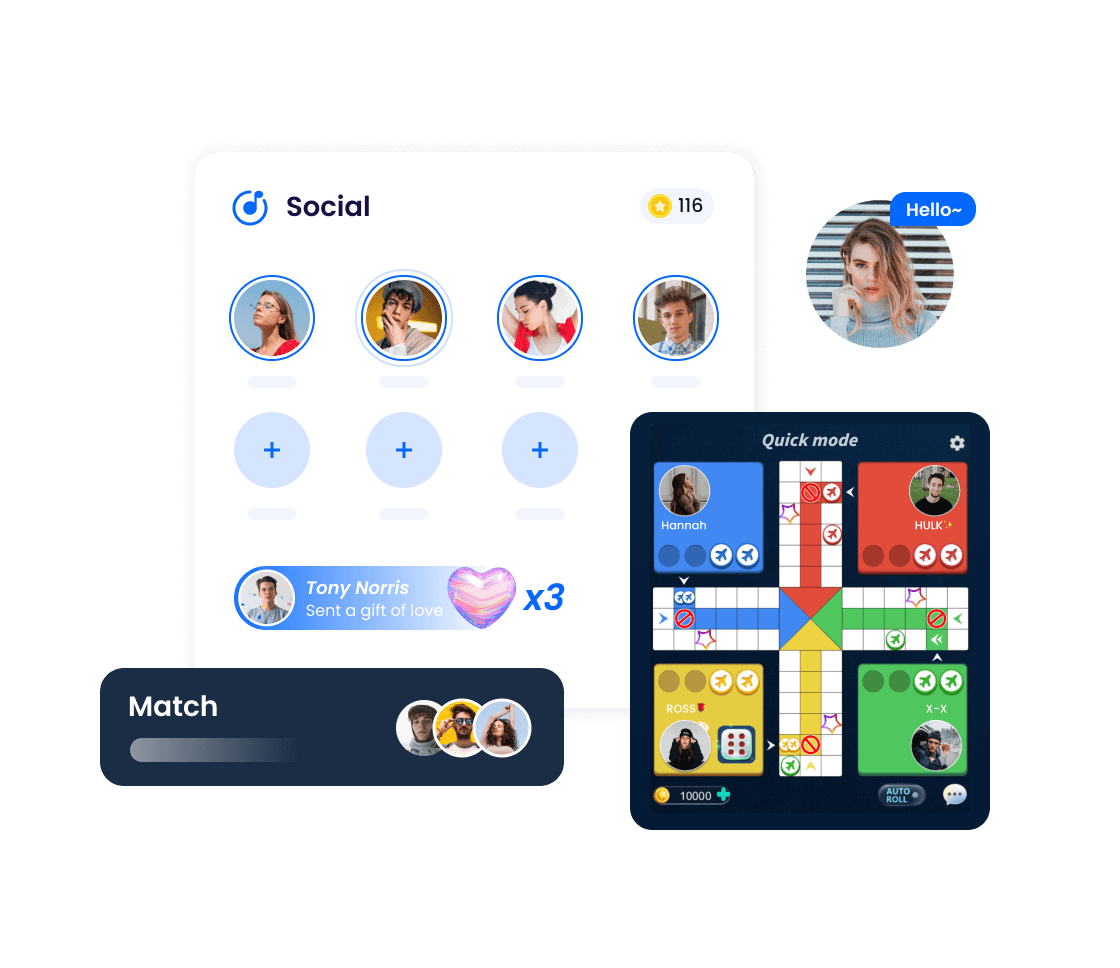 Social
116
Hello~
Quick mode
Hannah
HULK✨
Tony Norris
Sent a gift of love
x3
ROSS🌹
X-X
Match
10000
AUTO
ROLL